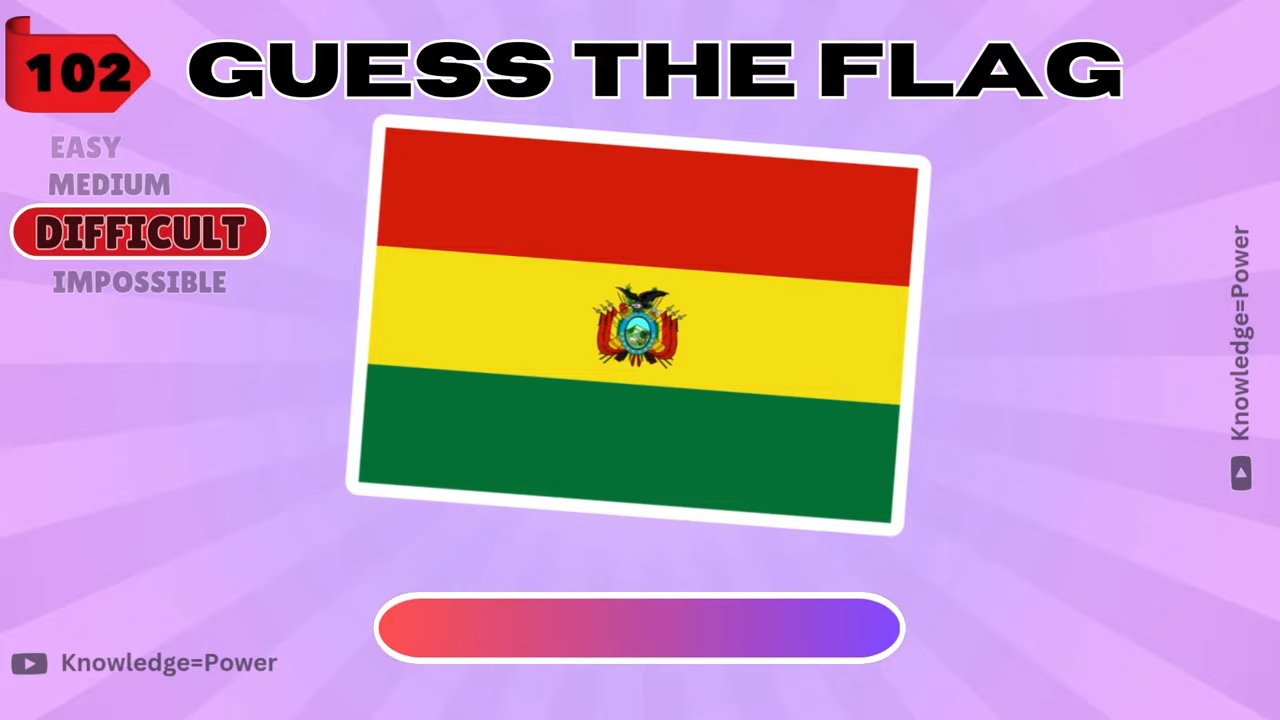 102
GUESS THE FLAG
EASY
MEDIUM
DIFFICULT
IMPOSSIBLE
Knowledge=Power
Knowledge=Power